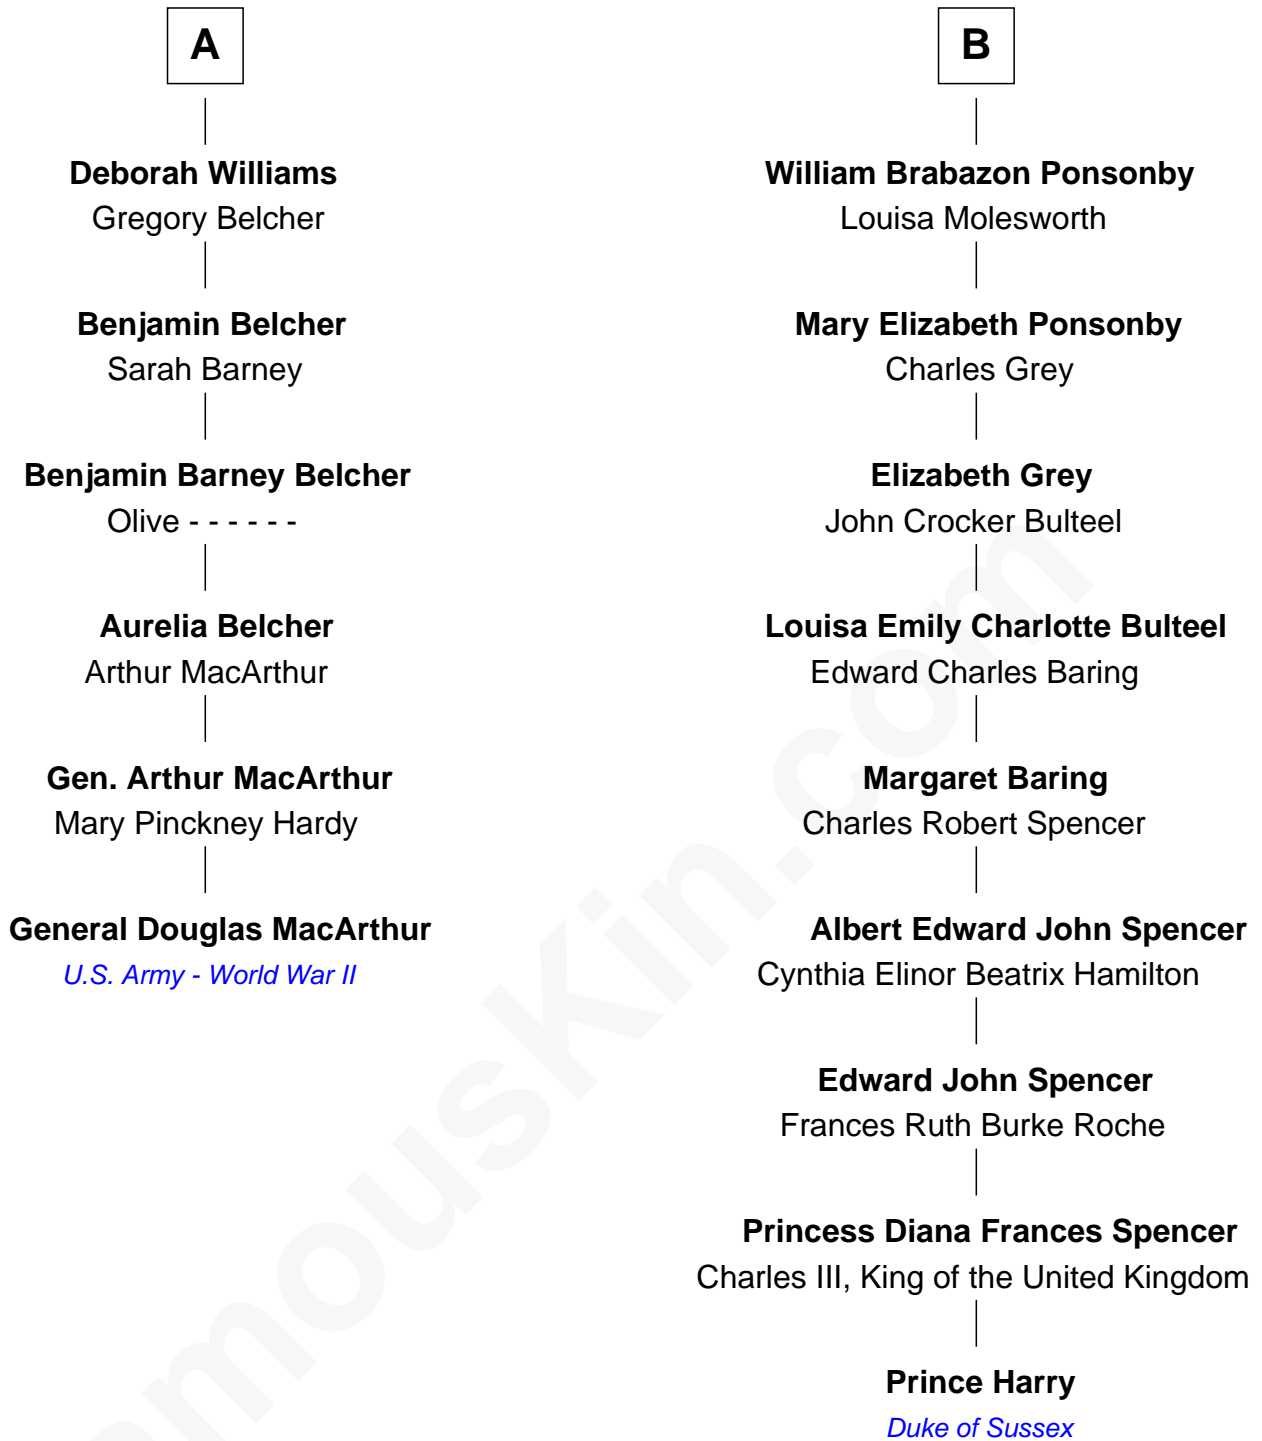 A
Deborah Williams
Gregory Belcher
Benjamin Belcher
Sarah Barney
Benjamin Barney Belcher
Olive - - - - - -
Aurelia Belcher
Arthur MacArthur
Gen. Arthur MacArthur
Mary Pinckney Hardy
General Douglas MacArthur
U.S. Army - World War II
B
William Brabazon Ponsonby
Louisa Molesworth
Mary Elizabeth Ponsonby
Charles Grey
Elizabeth Grey
John Crocker Bulteel
Louisa Emily Charlotte Bulteel
Edward Charles Baring
Margaret Baring
Charles Robert Spencer
Albert Edward John Spencer
Cynthia Elinor Beatrix Hamilton
Edward John Spencer
Frances Ruth Burke Roche
Princess Diana Frances Spencer
Charles III, King of the United Kingdom
Prince Harry
Duke of Sussex
amouskin.com